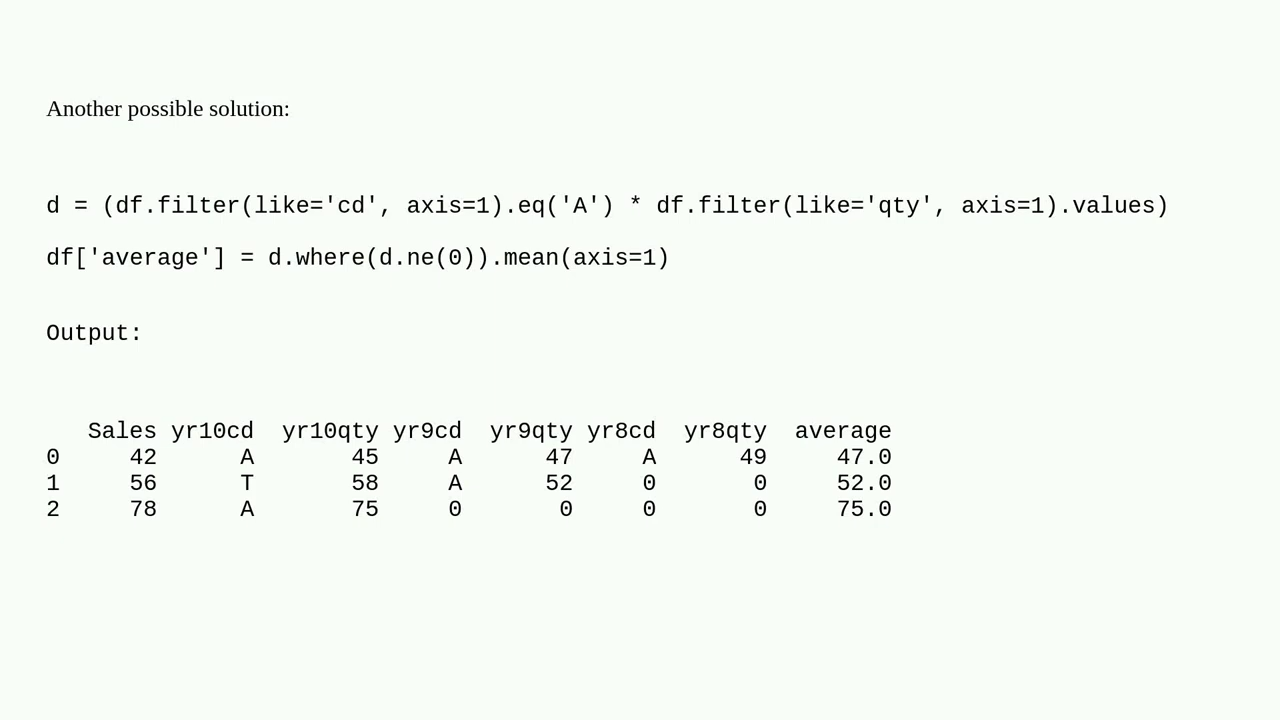 Another possible solution:
d = (df.filter(like='cd', axis=1).eq('A') * df.filter(like='qty', axis=1).values)
df['average'] = d.where(d.ne(0)).mean(axis=1)
Output:
   Sales yr10cd  yr10qty yr9cd  yr9qty yr8cd  yr8qty  average
0     42      A       45     A      47     A      49     47.0
1     56      T       58     A      52     0       0     52.0
2     78      A       75     0       0     0       0     75.0